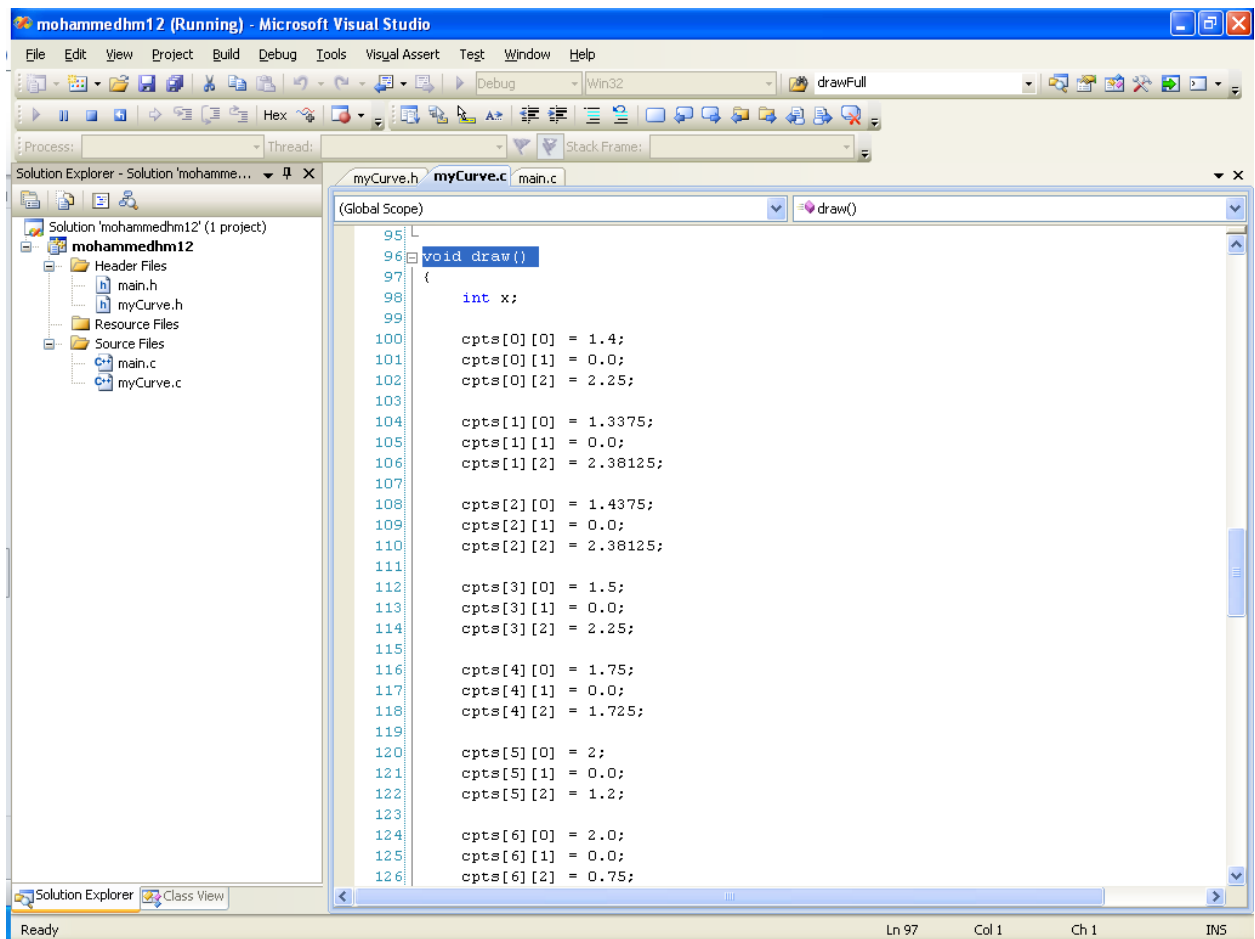 mohammedhm12 (Running) - Microsoft Visual Studio
File Edit View Project Build Debug Tools Visual Assert Test Window Help
Debug Win32 drawFull
Hex
Process: Thread: Stack Frame:
Solution Explorer - Solution 'mohamme...
myCurve.h myCurve.c main.c
(Global Scope) draw()
Solution 'mohammedhm12' (1 project)
mohammedhm12
Header Files
main.h
myCurve.h
Resource Files
Source Files
main.c
myCurve.c
95
96 void draw()
97 {
98 int x;
99
100 cpts[0][0] = 1.4;
101 cpts[0][1] = 0.0;
102 cpts[0][2] = 2.25;
103
104 cpts[1][0] = 1.3375;
105 cpts[1][1] = 0.0;
106 cpts[1][2] = 2.38125;
107
108 cpts[2][0] = 1.4375;
109 cpts[2][1] = 0.0;
110 cpts[2][2] = 2.38125;
111
112 cpts[3][0] = 1.5;
113 cpts[3][1] = 0.0;
114 cpts[3][2] = 2.25;
115
116 cpts[4][0] = 1.75;
117 cpts[4][1] = 0.0;
118 cpts[4][2] = 1.725;
119
120 cpts[5][0] = 2;
121 cpts[5][1] = 0.0;
122 cpts[5][2] = 1.2;
123
124 cpts[6][0] = 2.0;
125 cpts[6][1] = 0.0;
126 cpts[6][2] = 0.75;
Solution Explorer Class View
Ready Ln 97 Col 1 Ch 1 INS